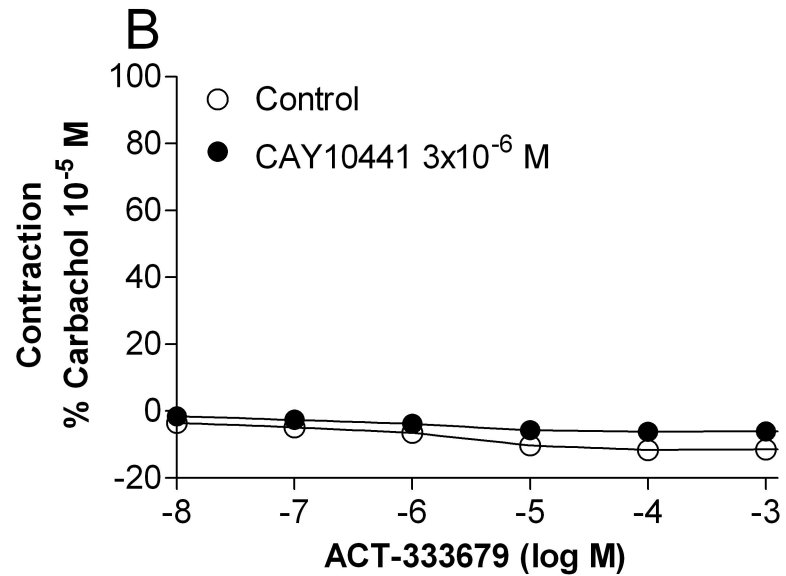 B
Contraction
% Carbachol 10⁻⁵ M
100
80
60
40
20
0
-20
Control
CAY10441 3x10⁻⁶ M
-8 -7 -6 -5 -4 -3
ACT-333679 (log M)